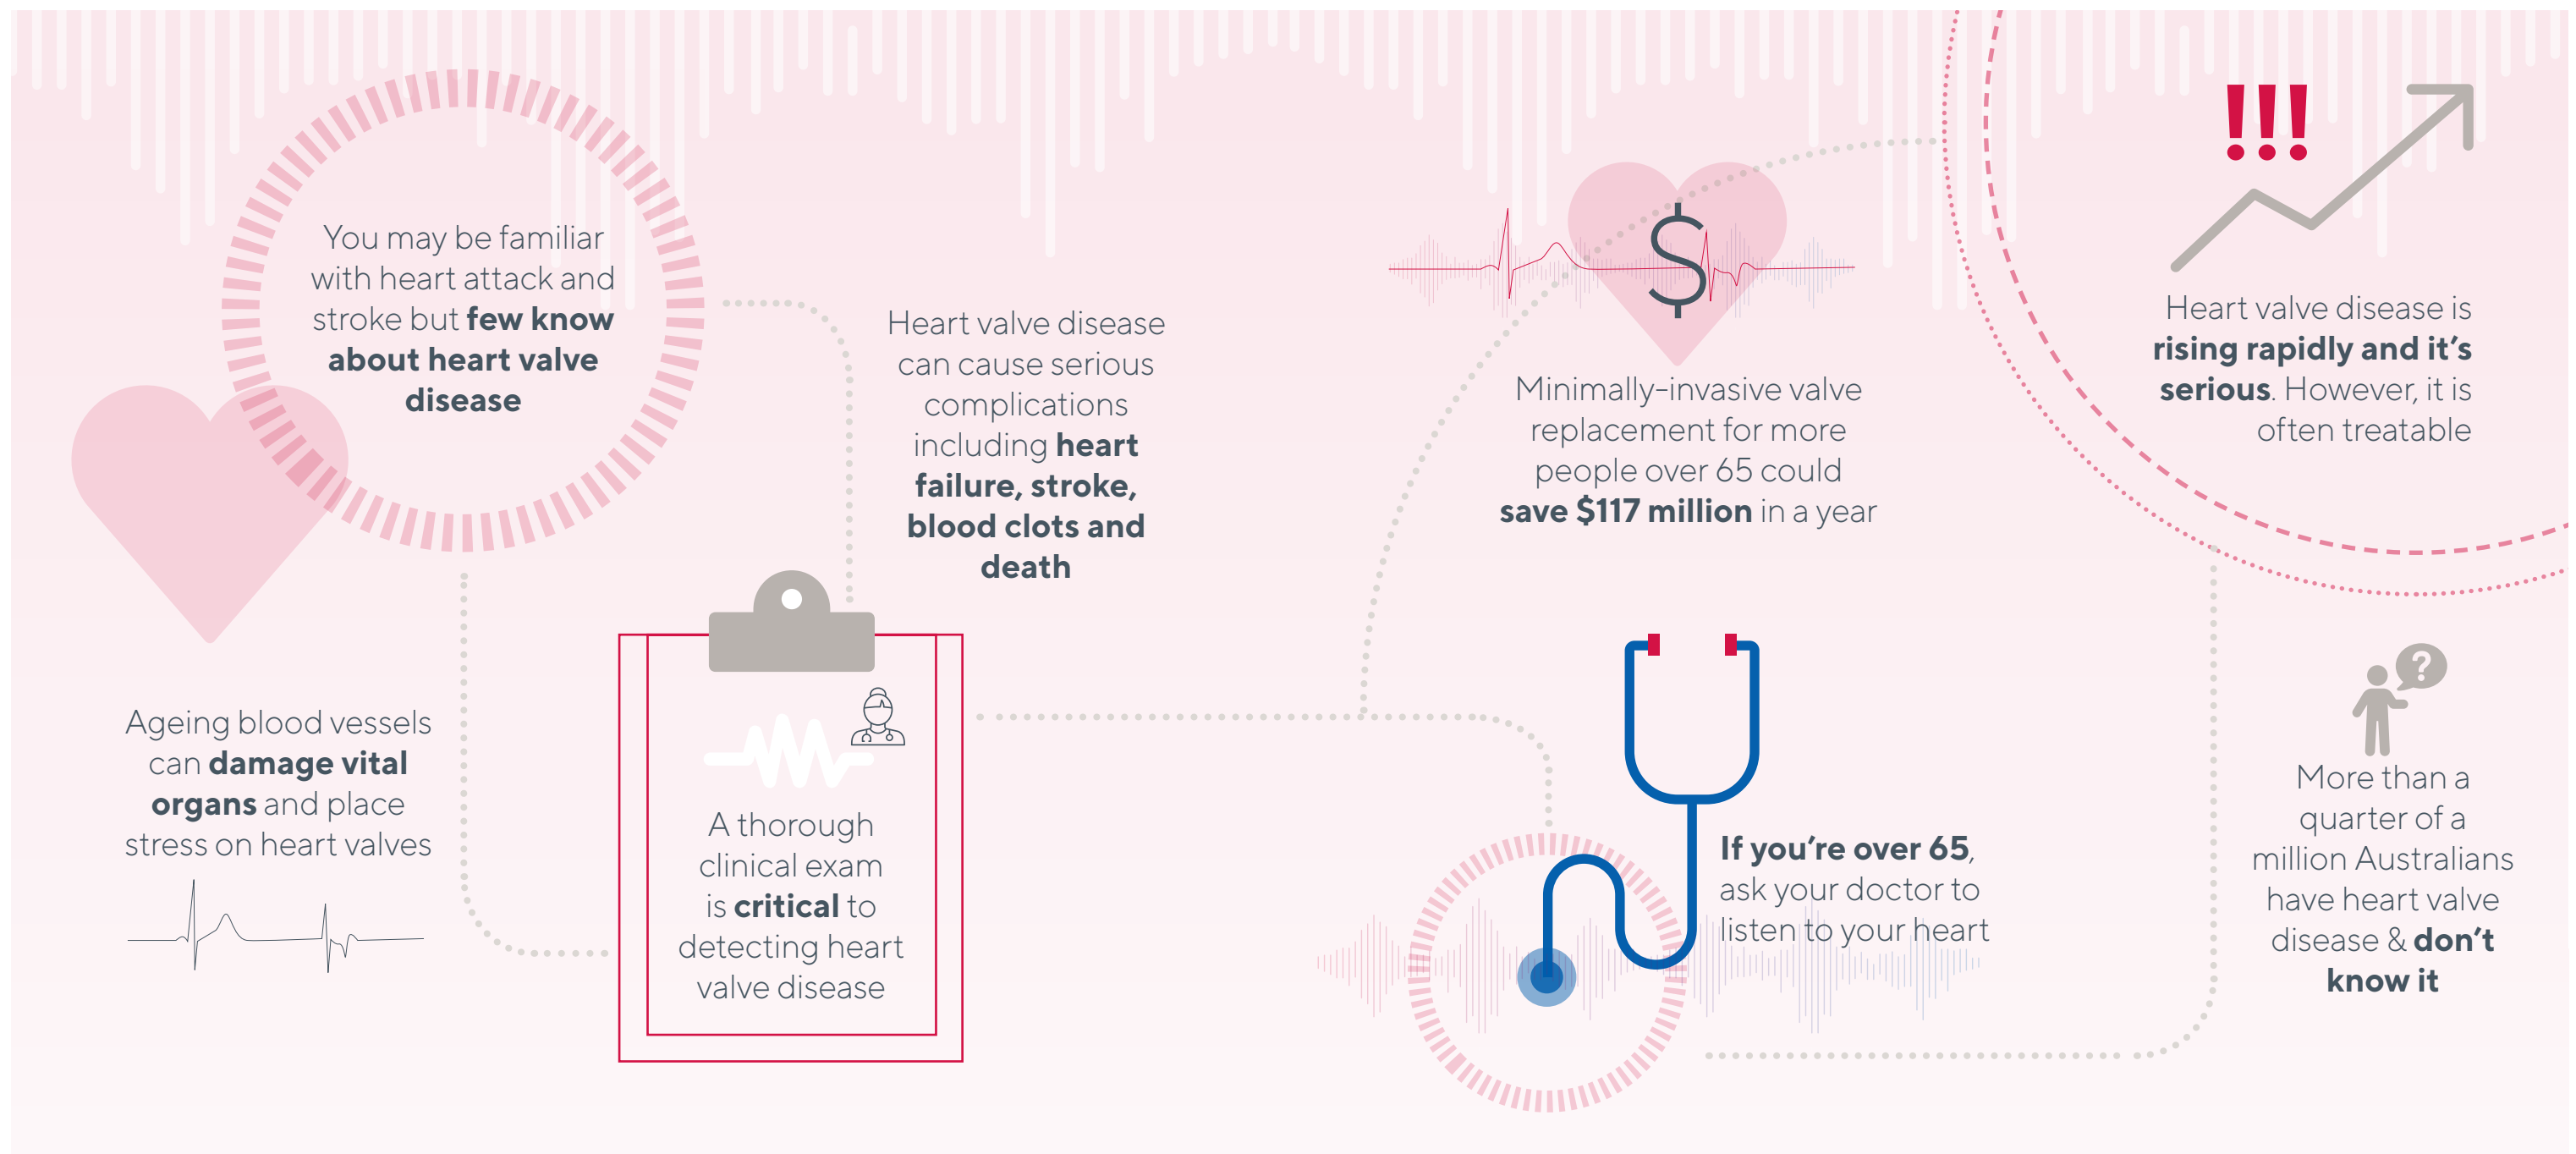 You may be familiar
with heart attack and
stroke but few know
about heart valve
disease
Ageing blood vessels
can damage vital
organs and place
stress on heart valves
Heart valve disease
can cause serious
complications
including heart
failure, stroke,
blood clots and
death
A thorough
clinical exam
is critical to
detecting heart
valve disease
$
Minimally-invasive valve
replacement for more
people over 65 could
save $117 million in a year
If you’re over 65,
ask your doctor to
listen to your heart
!!!
Heart valve disease is
rising rapidly and it’s
serious. However, it is
often treatable
?
More than a
quarter of a
million Australians
have heart valve
disease & don’t
know it